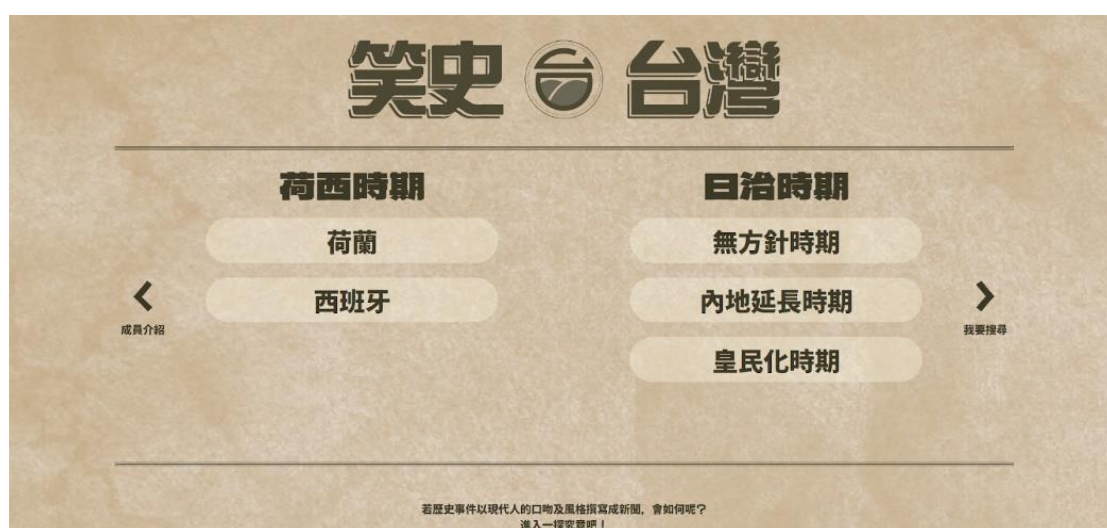 笑史 台灣
荷西時期
荷蘭
西班牙
日治時期
無方針時期
內地延長時期
皇民化時期
成員介紹
我要搜尋
若歷史事件以現代人的口吻及風格撰寫成新聞，會如何呢？
進入一探究竟吧！